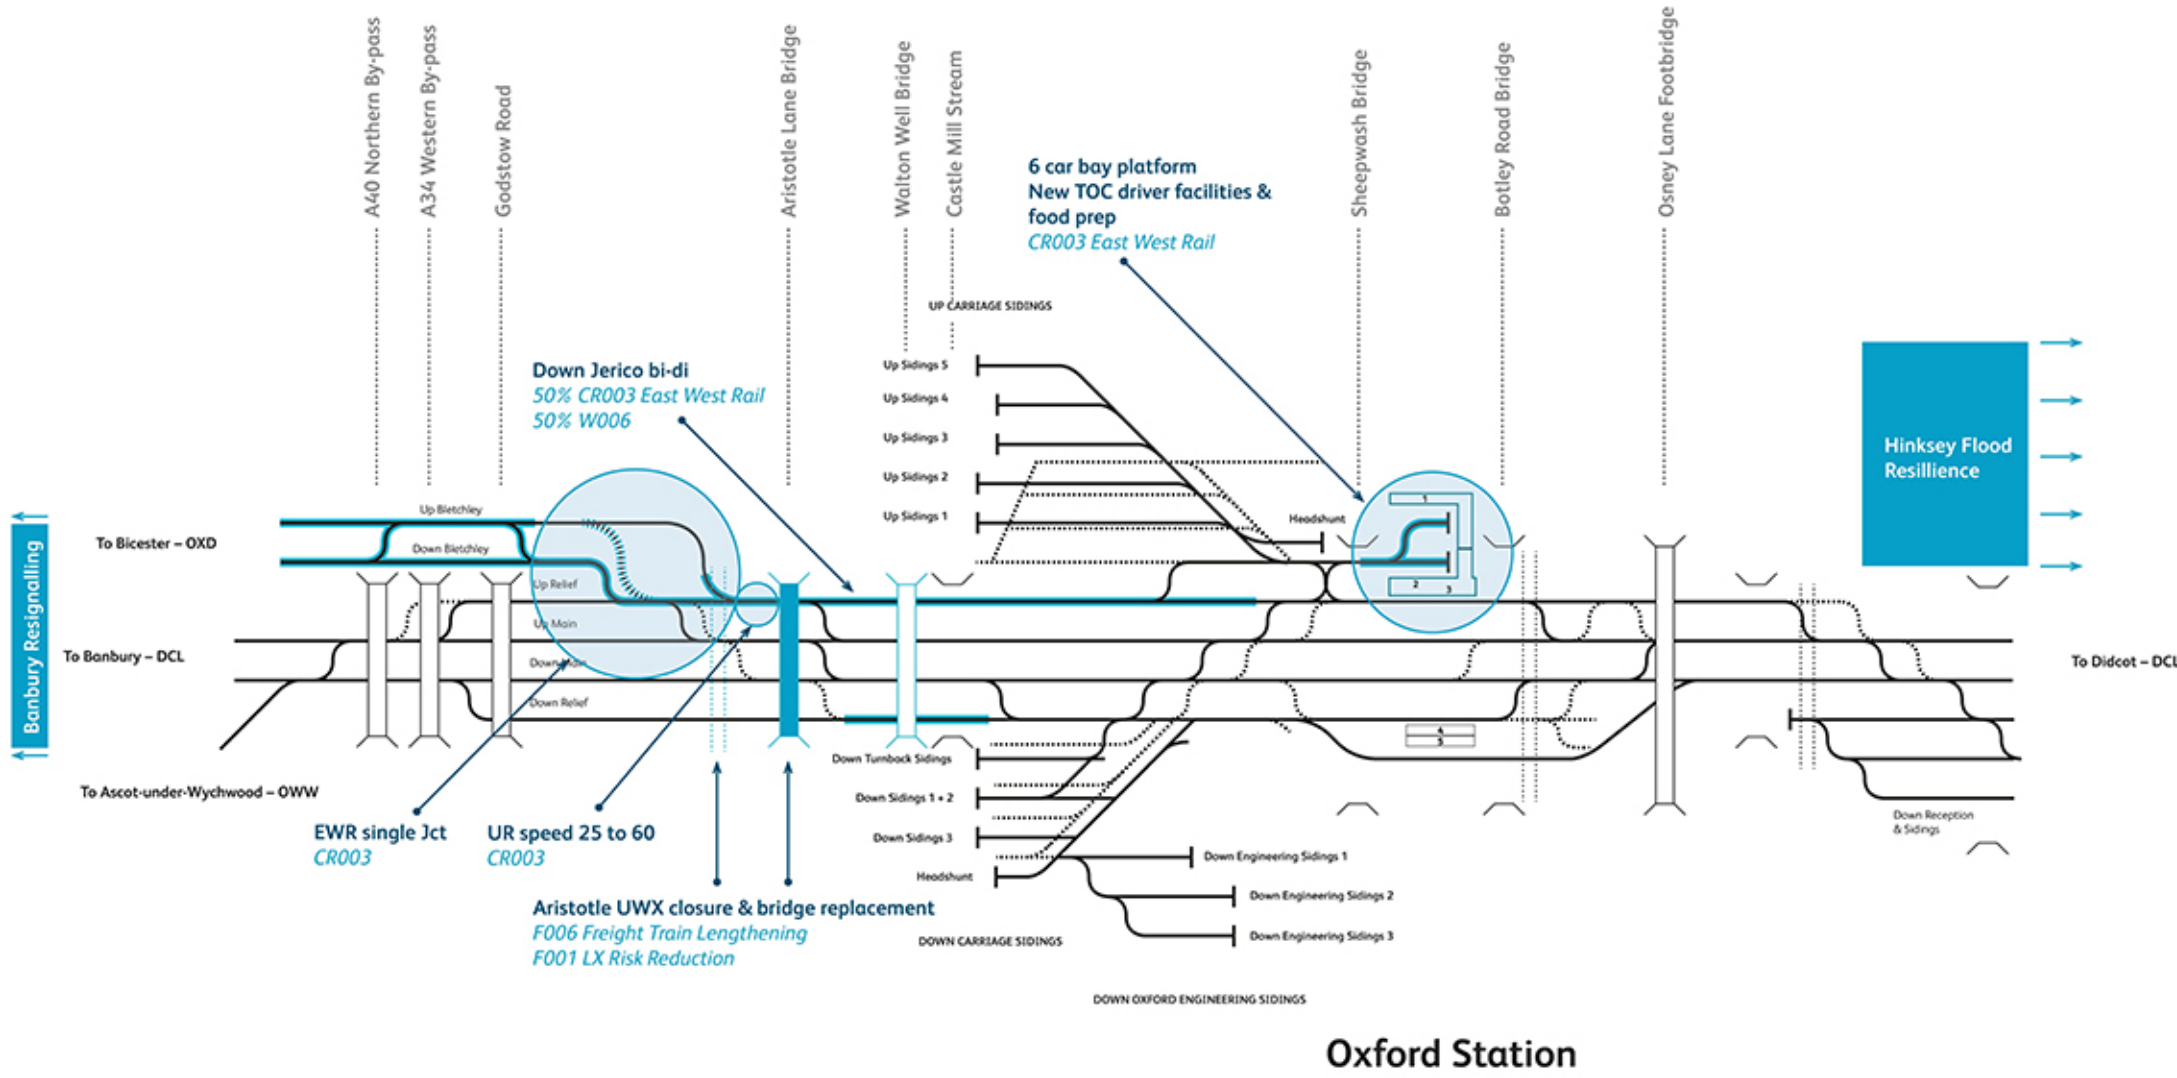 A40 Northern By-pass
A34 Western By-pass
Godstow Road
Aristotle Lane Bridge
Walton Well Bridge
Castle Mill Stream
Sheepwash Bridge
Botley Road Bridge
Osney Lane Footbridge
6 car bay platform
New TOC driver facilities &
food prep
CR003 East West Rail
UP CARRIAGE SIDINGS
Down Jerico bi-di
50% CR003 East West Rail
50% W006
Up Sidings 5
Up Sidings 4
Up Sidings 3
Up Sidings 2
Up Sidings 1
Headshunt
1
2
3
Hinksey Flood
Resillience
Banbury Resignalling
To Bicester – OXD
Up Bletchley
Down Bletchley
Up Relief
Up Main
Down Main
Down Relief
To Banbury – DCL
To Didcot – DCL
To Ascot-under-Wychwood – OWW
4
5
Down Turnback Sidings
Down Sidings 1 + 2
Down Sidings 3
Headshunt
Down Reception
& Sidings
EWR single Jct
CR003
UR speed 25 to 60
CR003
Down Engineering Sidings 1
Down Engineering Sidings 2
Down Engineering Sidings 3
Aristotle UWX closure & bridge replacement
F006 Freight Train Lengthening
F001 LX Risk Reduction
DOWN CARRIAGE SIDINGS
DOWN OXFORD ENGINEERING SIDINGS
Oxford Station